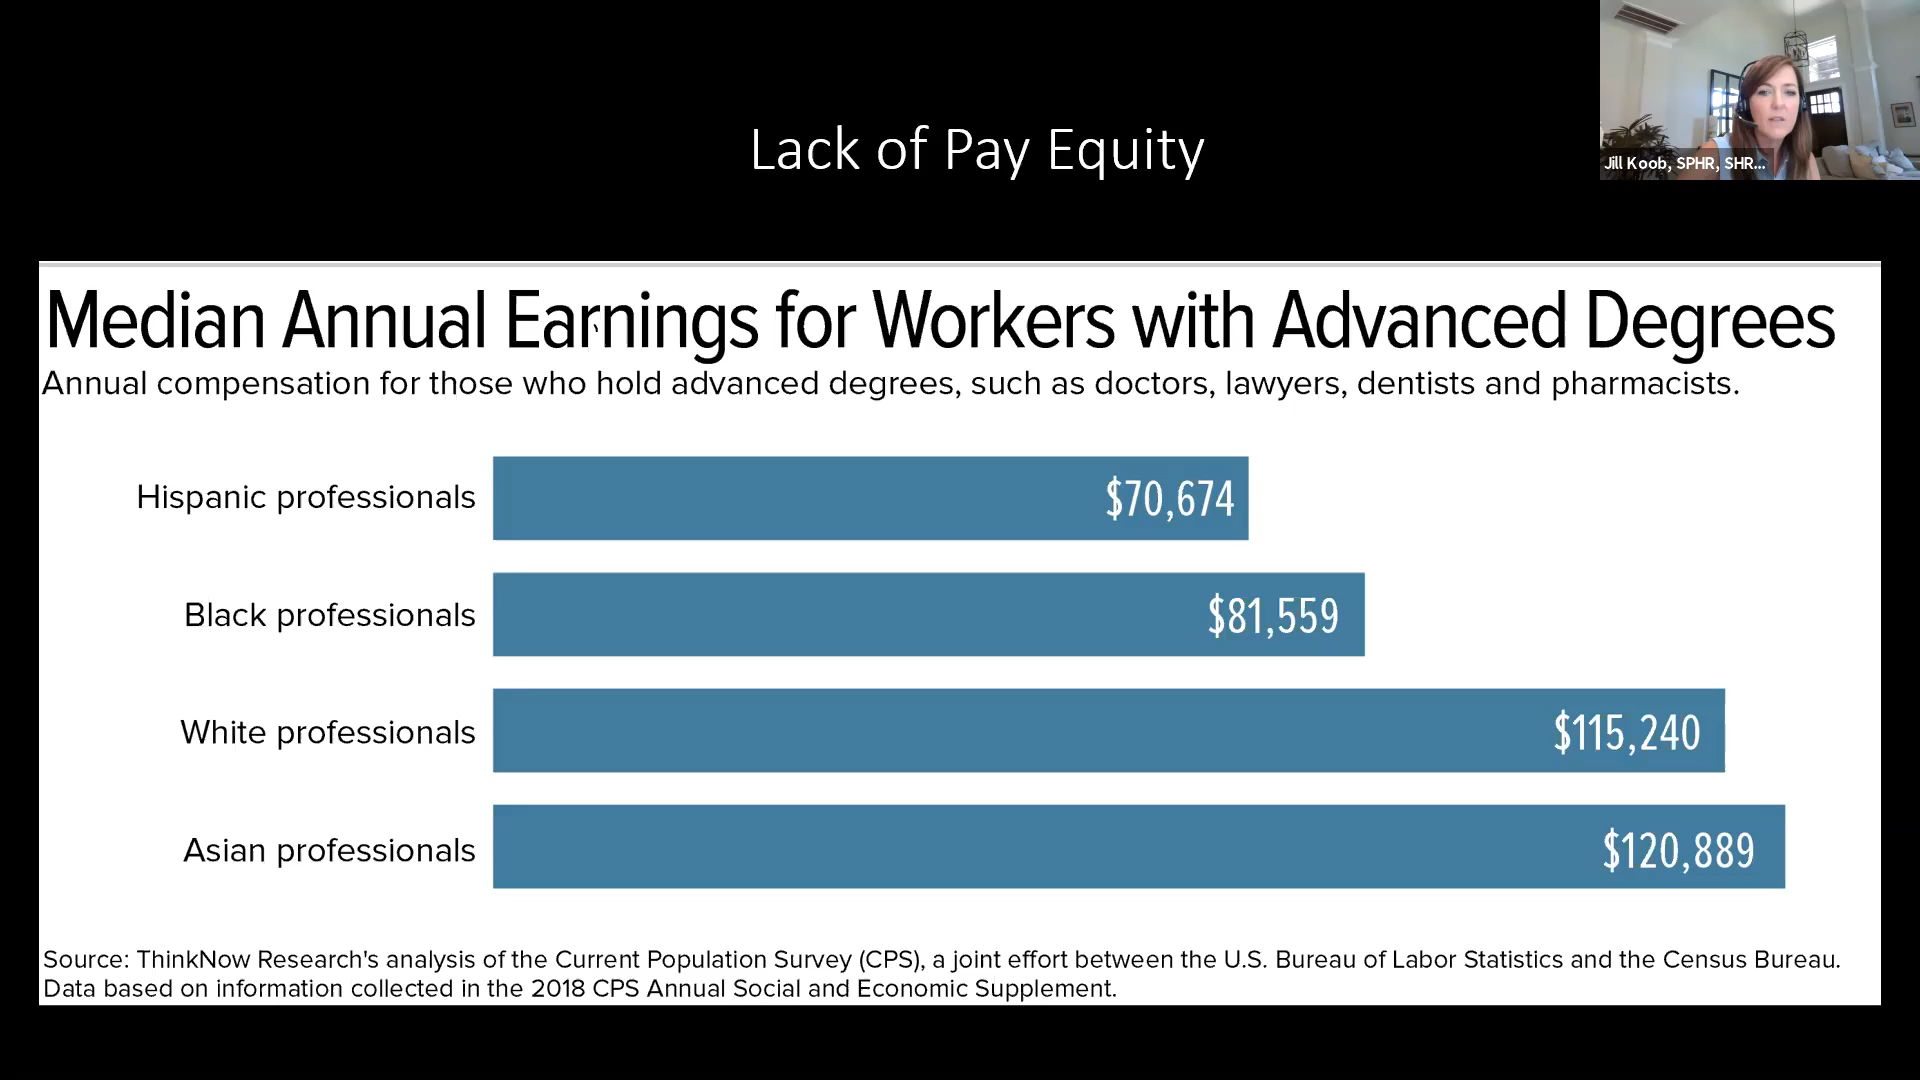 Lack of Pay Equity
Jill Koob, SPHR, SHR...
Median Annual Earnings for Workers with Advanced Degrees
Annual compensation for those who hold advanced degrees, such as doctors, lawyers, dentists and pharmacists.
Hispanic professionals $70,674
Black professionals $81,559
White professionals $115,240
Asian professionals $120,889
Source: ThinkNow Research's analysis of the Current Population Survey (CPS), a joint effort between the U.S. Bureau of Labor Statistics and the Census Bureau.
Data based on information collected in the 2018 CPS Annual Social and Economic Supplement.